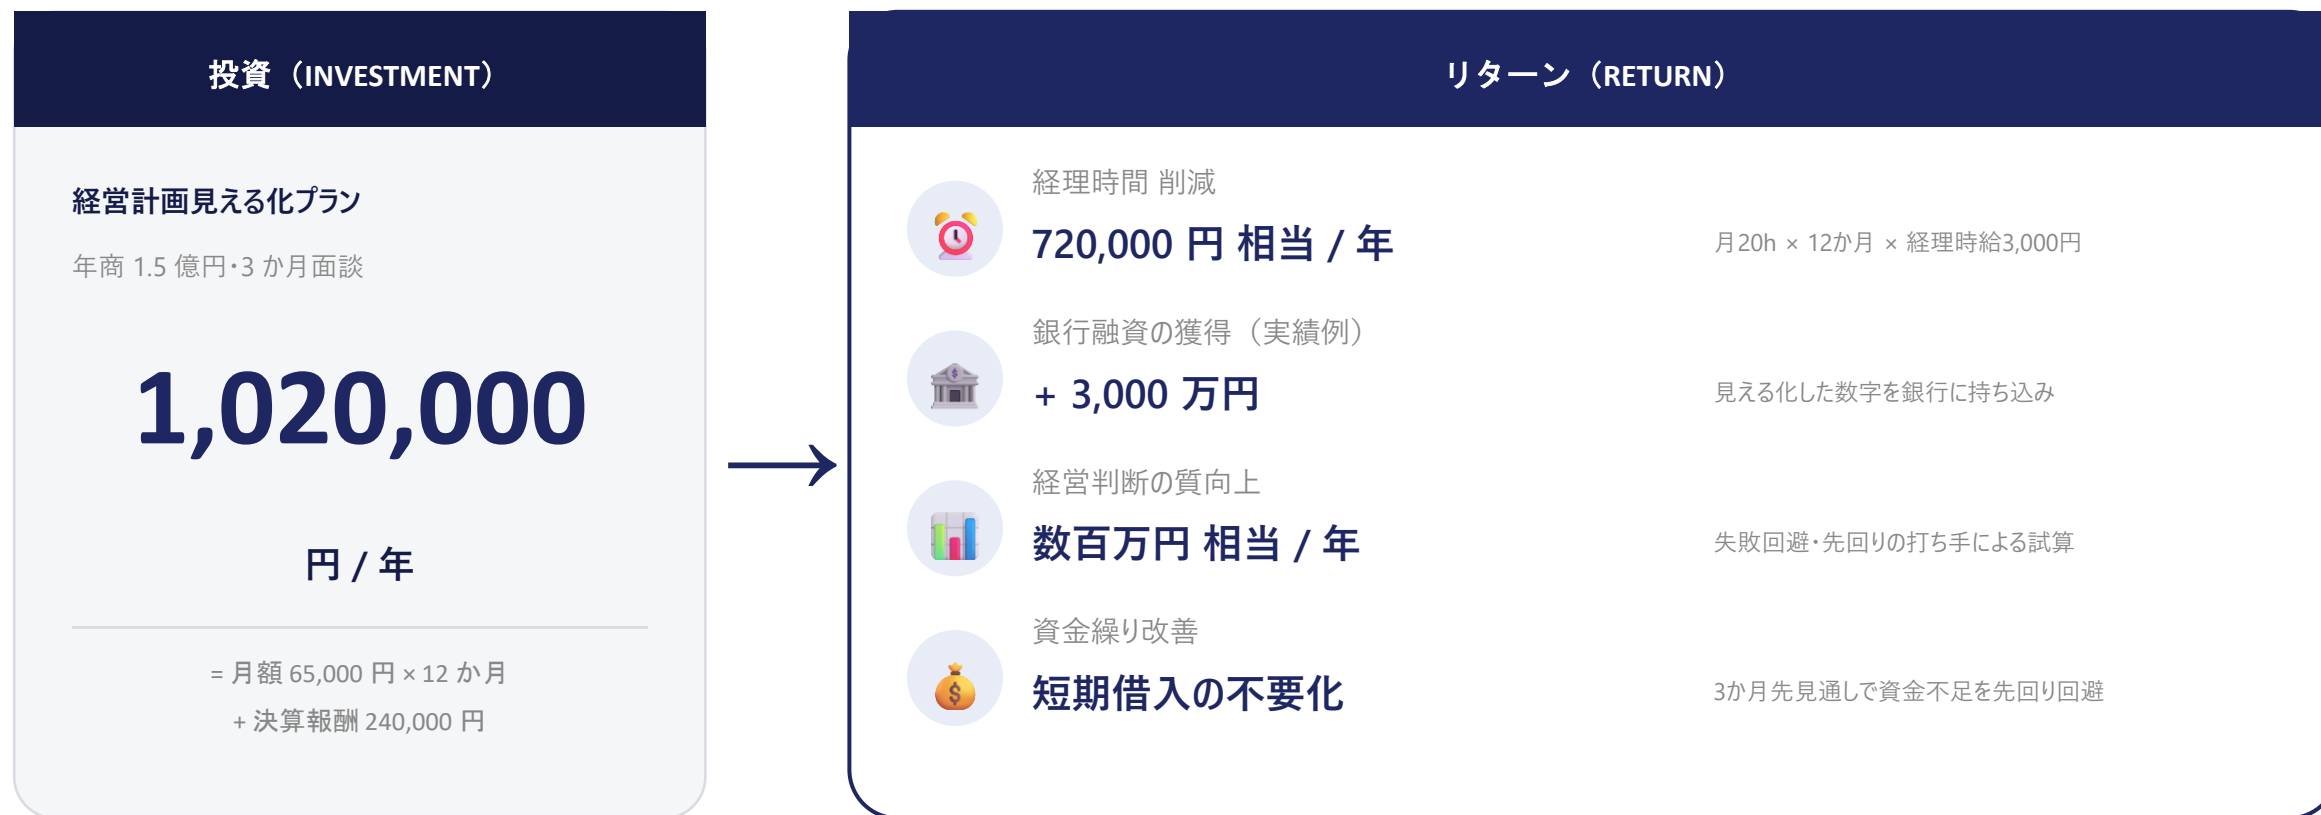 投資（INVESTMENT）
経営計画見える化プラン
年商 1.5 億円・3 か月面談
1,020,000
円 / 年
= 月額 65,000 円 × 12 か月
+ 決算報酬 240,000 円
リターン（RETURN）
経理時間 削減
720,000 円 相当 / 年
月20h × 12か月 × 経理時給3,000円
銀行融資の獲得（実績例）
+ 3,000 万円
見える化した数字を銀行に持ち込み
経営判断の質向上
数百万円 相当 / 年
失敗回避・先回りの打ち手による試算
資金繰り改善
短期借入の不要化
3か月先見通しで資金不足を先回り回避